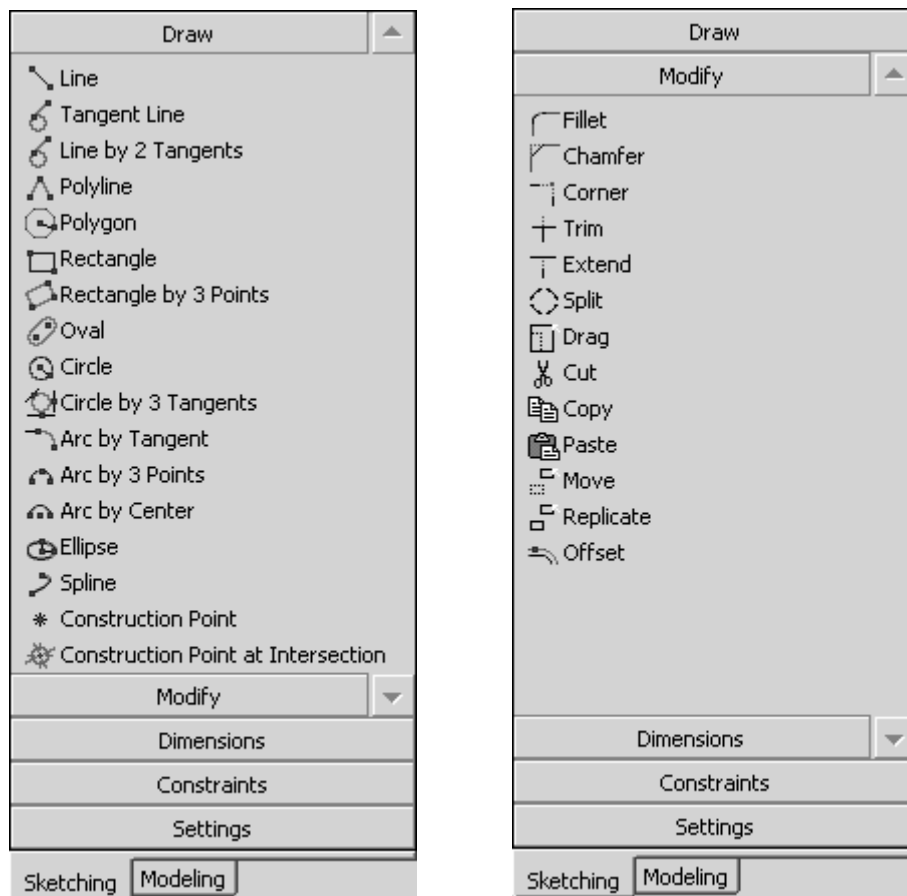 Draw
Line
Tangent Line
Line by 2 Tangents
Polyline
Polygon
Rectangle
Rectangle by 3 Points
Oval
Circle
Circle by 3 Tangents
Arc by Tangent
Arc by 3 Points
Arc by Center
Ellipse
Spline
Construction Point
Construction Point at Intersection
Modify
Dimensions
Constraints
Settings
Sketching Modeling
Draw
Modify
Fillet
Chamfer
Corner
Trim
Extend
Split
Drag
Cut
Copy
Paste
Move
Replicate
Offset
Dimensions
Constraints
Settings
Sketching Modeling